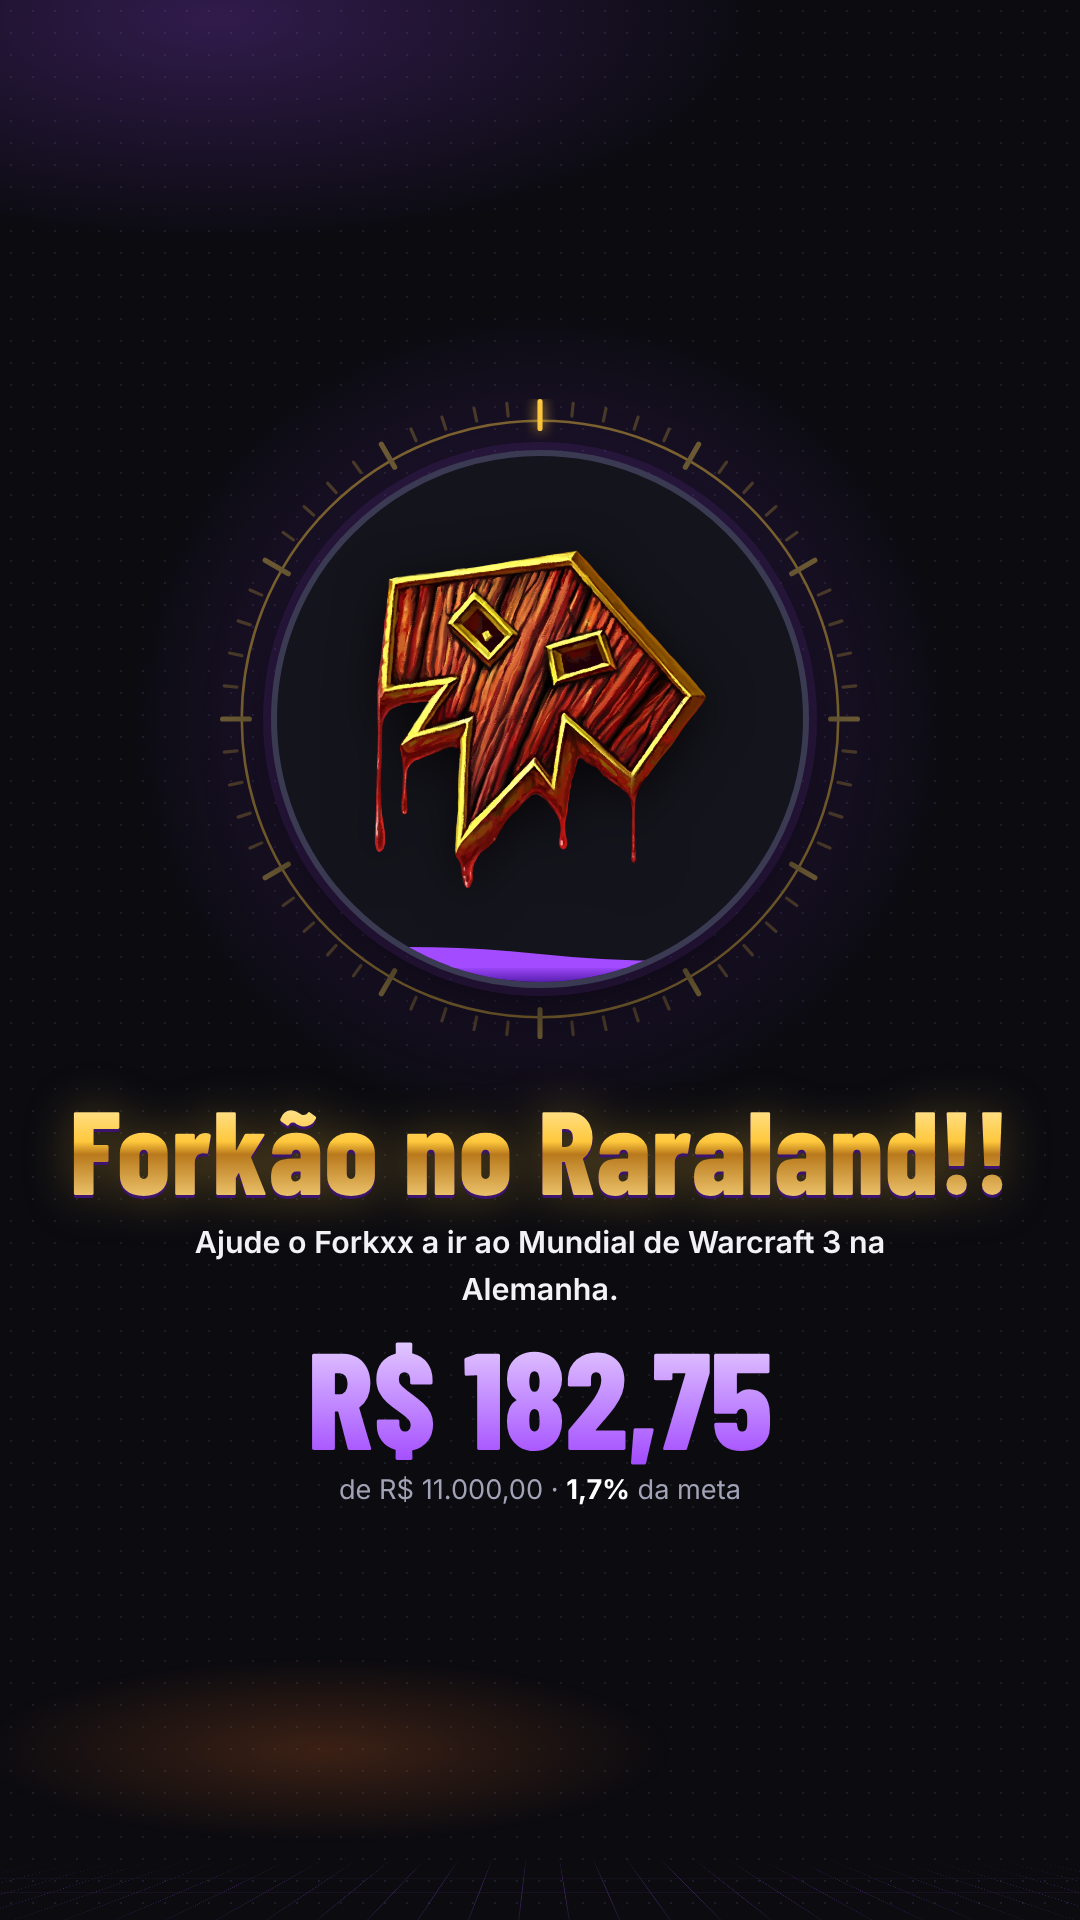 Forkão no Raraland!!
Ajude o Forkxx a ir ao Mundial de Warcraft 3 na
Alemanha.
R$ 182,75
de R$ 11.000,00 · 1,7% da meta